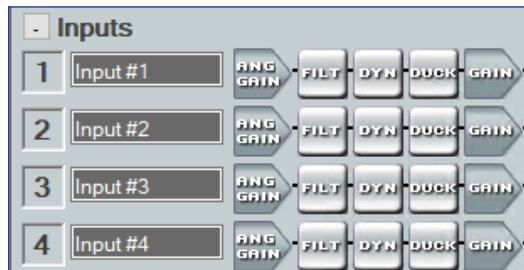 - Inputs
1 Input #1 ANG GAIN FILT DYN DUCK GAIN
2 Input #2 ANG GAIN FILT DYN DUCK GAIN
3 Input #3 ANG GAIN FILT DYN DUCK GAIN
4 Input #4 ANG GAIN FILT DYN DUCK GAIN